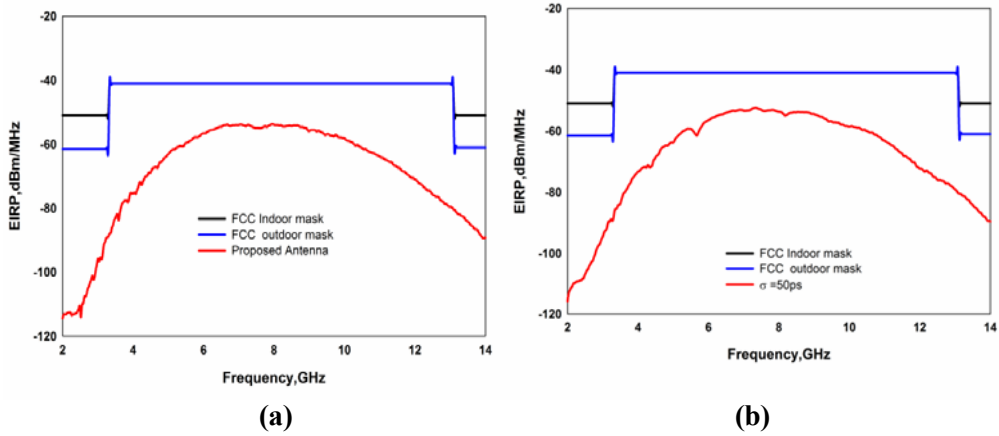 -20
-40
-60
-80
-100
-120
EIRP,dBm/MHz
FCC Indoor mask
FCC outdoor mask
Proposed Antenna
2 4 6 8 10 12 14
Frequency,GHz
(a)
-20
-40
-60
-80
-100
-120
EIRP,dBm/MHz
FCC Indoor mask
FCC outdoor mask
σ =50ps
2 4 6 8 10 12 14
Frequency,GHz
(b)